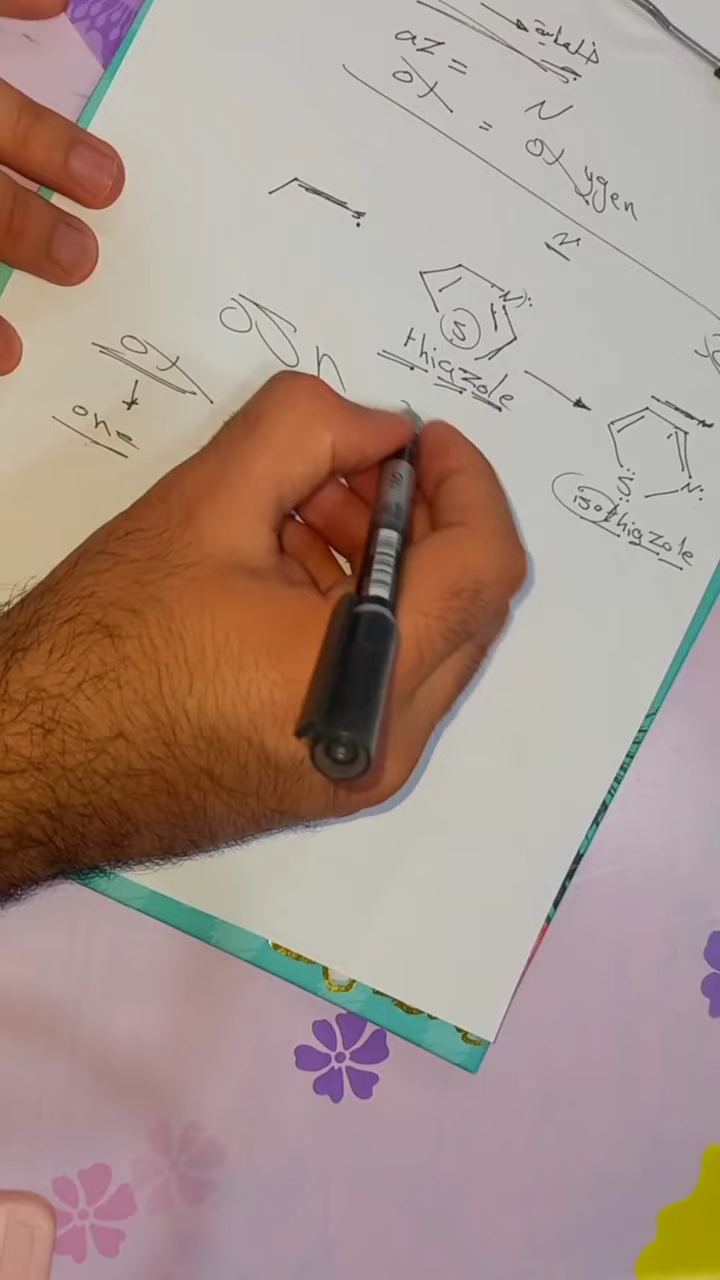 az = N
ox = oxygen
N:
S
thiazole
S:
N:
isothiazole
ox
one